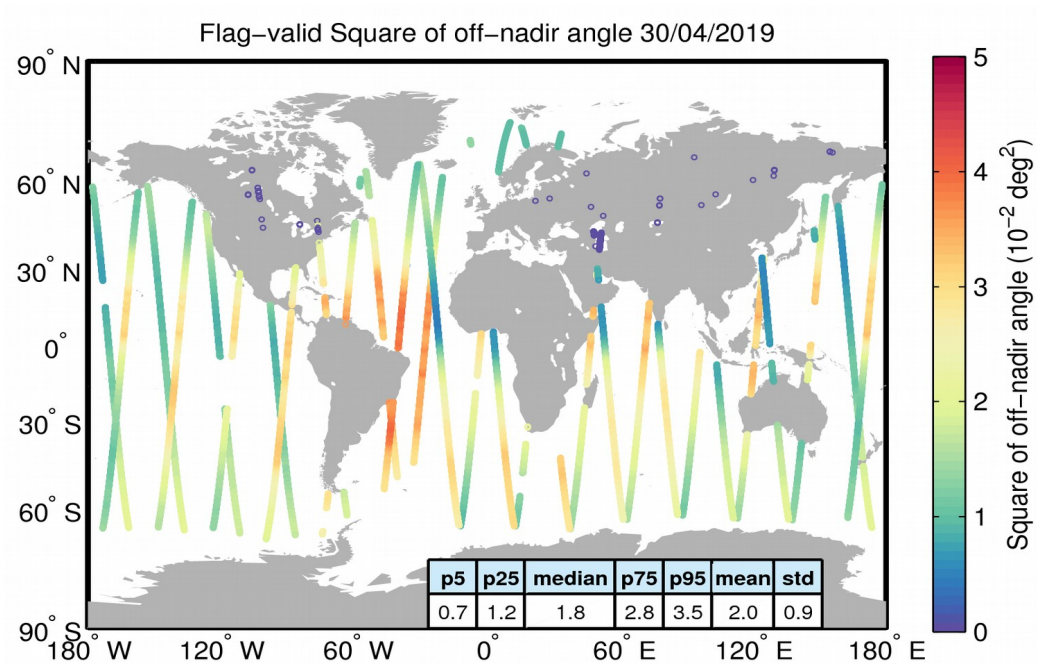 Flag−valid Square of off−nadir angle 30/04/2019
90° N
60° N
30° N
0°
30° S
60° S
90° S
180° W 120° W 60° W 0° 60° E 120° E 180° E
p5 p25 median p75 p95 mean std
0.7 1.2 1.8 2.8 3.5 2.0 0.9
5
4
3
2
1
0
Square of off−nadir angle (10⁻² deg²)